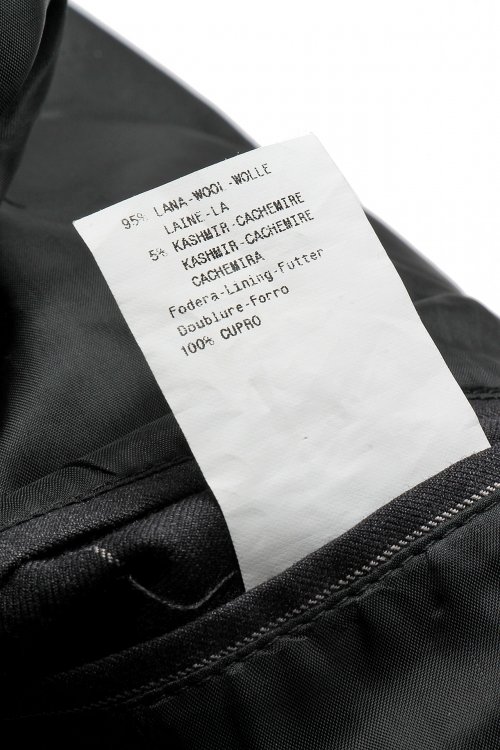 95% LANA-WOOL-WOLLE
LAINE-LA
5% KASHMIR-CACHEMIRE
KASHMIR-CACHEMIRE
CACHEMIRA
Fodera-Lining-Futter
Doublure-Forro
100% CUPRO